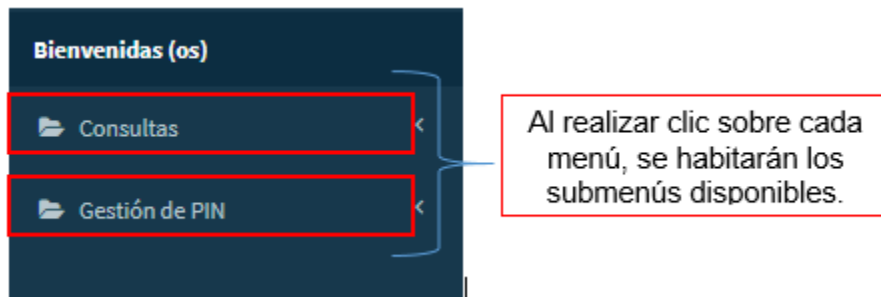 Bienvenidas (os)
Consultas
Gestión de PIN
Al realizar clic sobre cada
menú, se habitarán los
submenús disponibles.